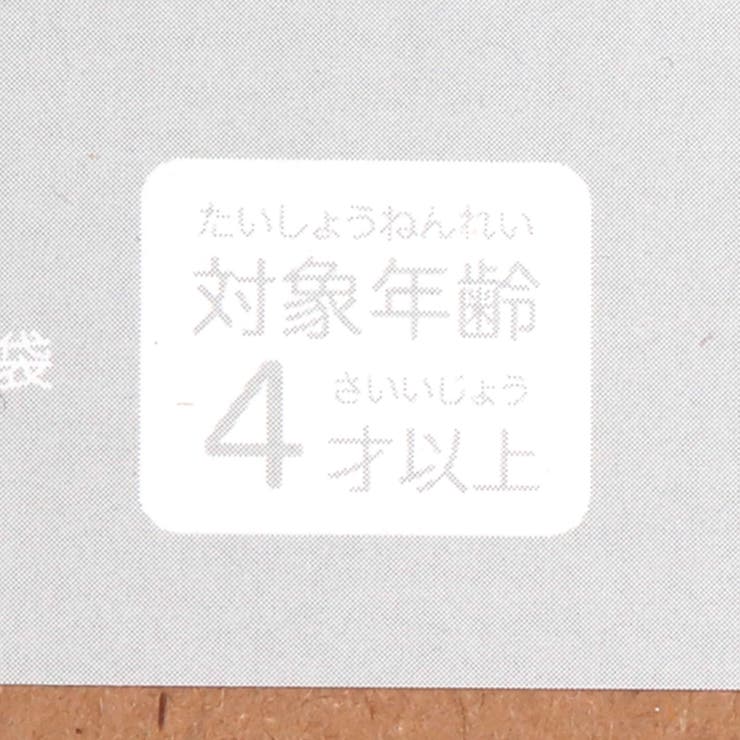 たいしょうねんれい
対象年齢
さいいじょう
4才以上
袋